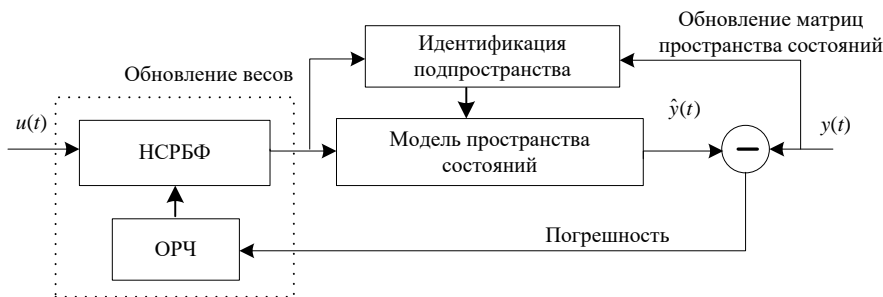 Обновление матриц
пространства состояний
Идентификация
подпространства
Обновление весов
u(t)
НСРБФ
Модель пространства
состояний
ŷ(t)
−
y(t)
ОРЧ
Погрешность